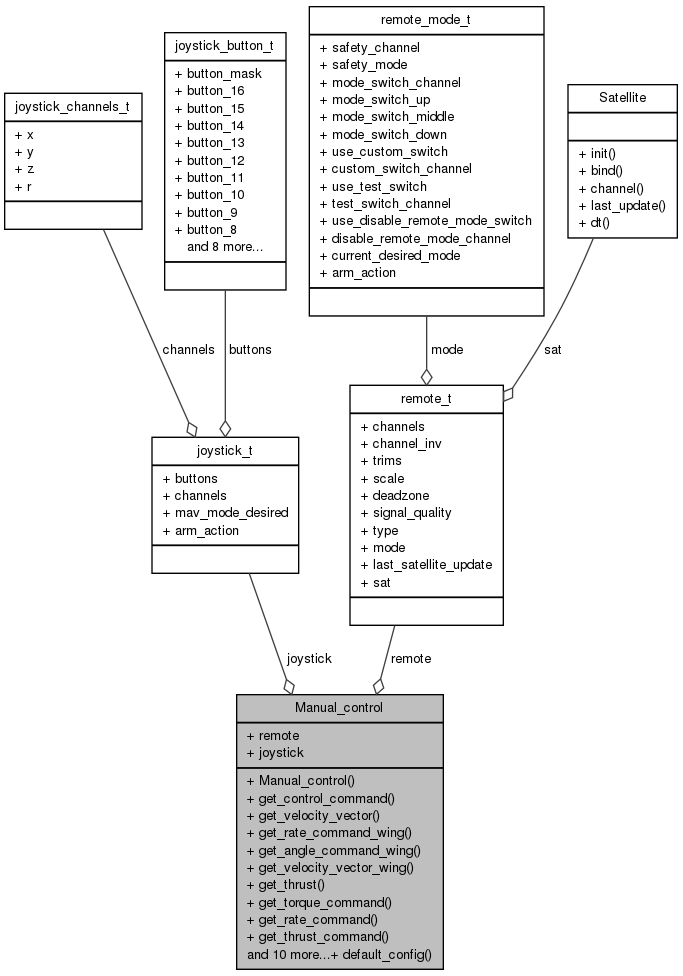 remote_mode_t
+ safety_channel
+ safety_mode
+ mode_switch_channel
+ mode_switch_up
+ mode_switch_middle
+ mode_switch_down
+ use_custom_switch
+ custom_switch_channel
+ use_test_switch
+ test_switch_channel
+ use_disable_remote_mode_switch
+ disable_remote_mode_channel
+ current_desired_mode
+ arm_action
joystick_button_t
+ button_mask
+ button_16
+ button_15
+ button_14
+ button_13
+ button_12
+ button_11
+ button_10
+ button_9
+ button_8
and 8 more...
joystick_channels_t
+ x
+ y
+ z
+ r
Satellite
+ init()
+ bind()
+ channel()
+ last_update()
+ dt()
channels
buttons
mode
sat
joystick_t
+ buttons
+ channels
+ mav_mode_desired
+ arm_action
remote_t
+ channels
+ channel_inv
+ trims
+ scale
+ deadzone
+ signal_quality
+ type
+ mode
+ last_satellite_update
+ sat
joystick
remote
Manual_control
+ remote
+ joystick
+ Manual_control()
+ get_control_command()
+ get_velocity_vector()
+ get_rate_command_wing()
+ get_angle_command_wing()
+ get_velocity_vector_wing()
+ get_thrust()
+ get_torque_command()
+ get_rate_command()
+ get_thrust_command()
and 10 more...+ default_config()